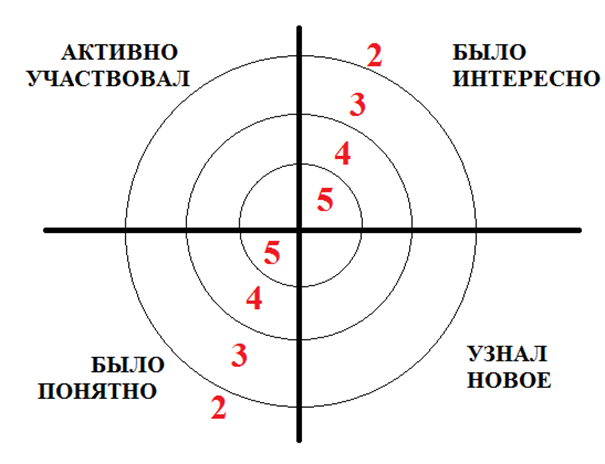 АКТИВНО
УЧАСТВОВАЛ
БЫЛО
ИНТЕРЕСНО
2
3
4
5
5
4
3
2
БЫЛО
ПОНЯТНО
УЗНАЛ
НОВОЕ